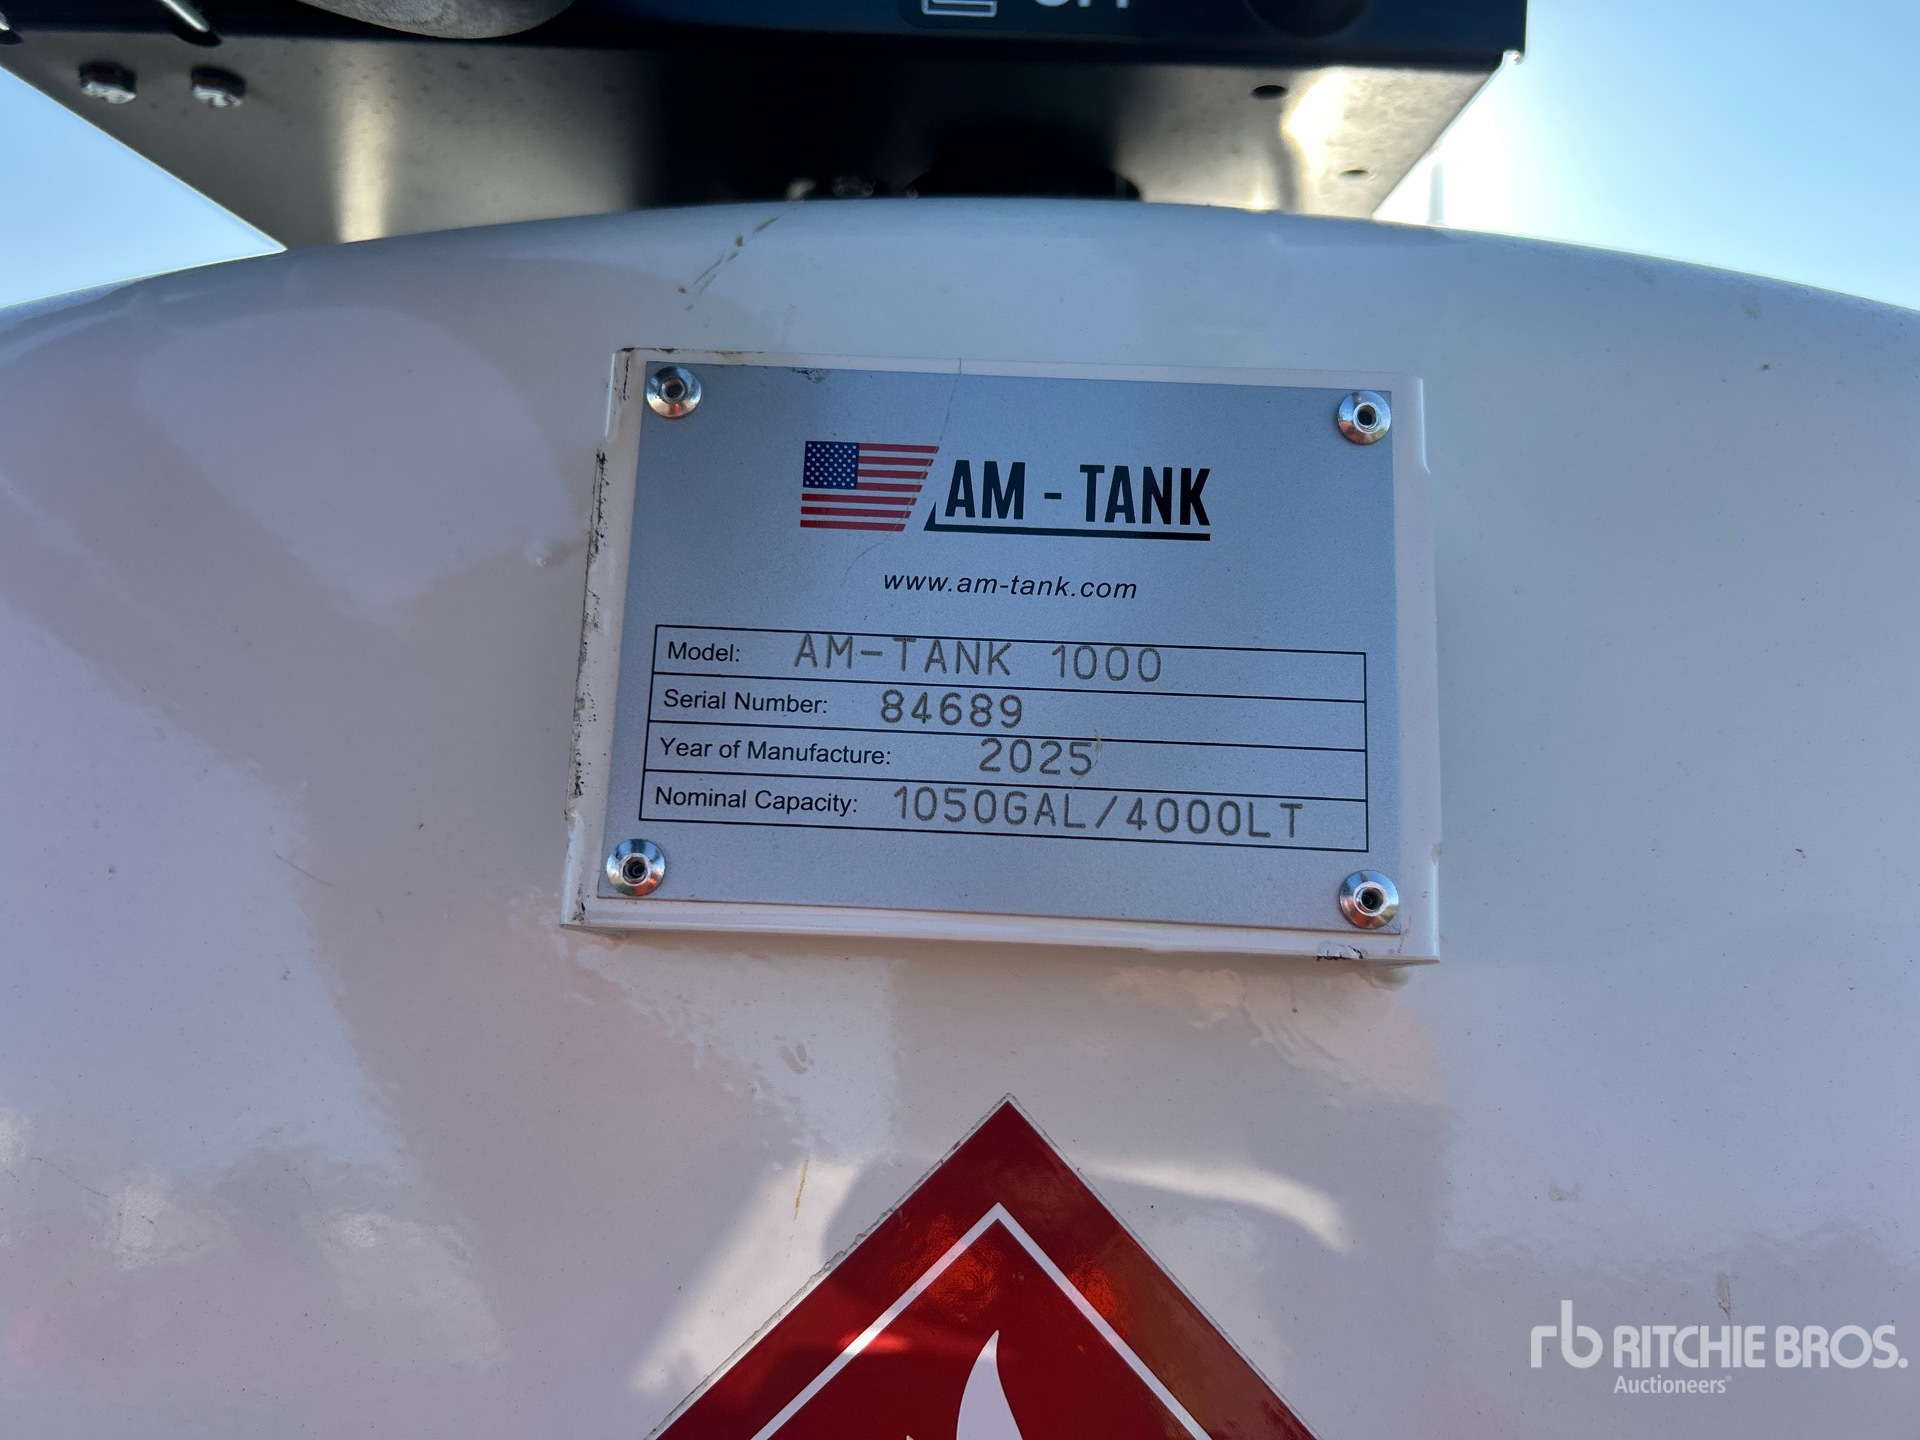 AM - TANK
www.am-tank.com
Model: AM-TANK 1000
Serial Number: 84689
Year of Manufacture: 2025
Nominal Capacity: 1050GAL/4000LT
rb RITCHIE BROS.
Auctioneers